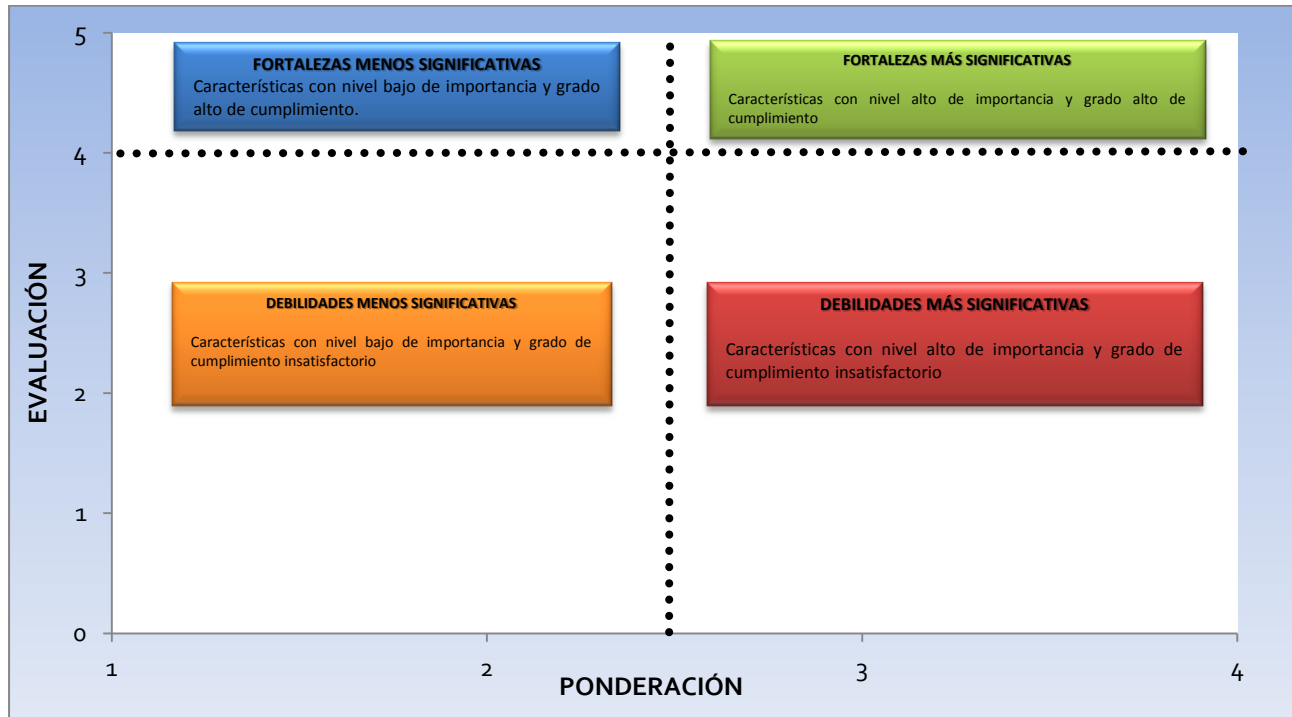 5
FORTALEZAS MENOS SIGNIFICATIVAS
Características con nivel bajo de importancia y grado
alto de cumplimiento.
FORTALEZAS MÁS SIGNIFICATIVAS
Características con nivel alto de importancia y grado alto de
cumplimiento
4
EVALUACIÓN
3
DEBILIDADES MENOS SIGNIFICATIVAS
Características con nivel bajo de importancia y grado de
cumplimiento insatisfactorio
DEBILIDADES MÁS SIGNIFICATIVAS
Características con nivel alto de importancia y grado de
cumplimiento insatisfactorio
2
1
0
1 2 3 4
PONDERACIÓN